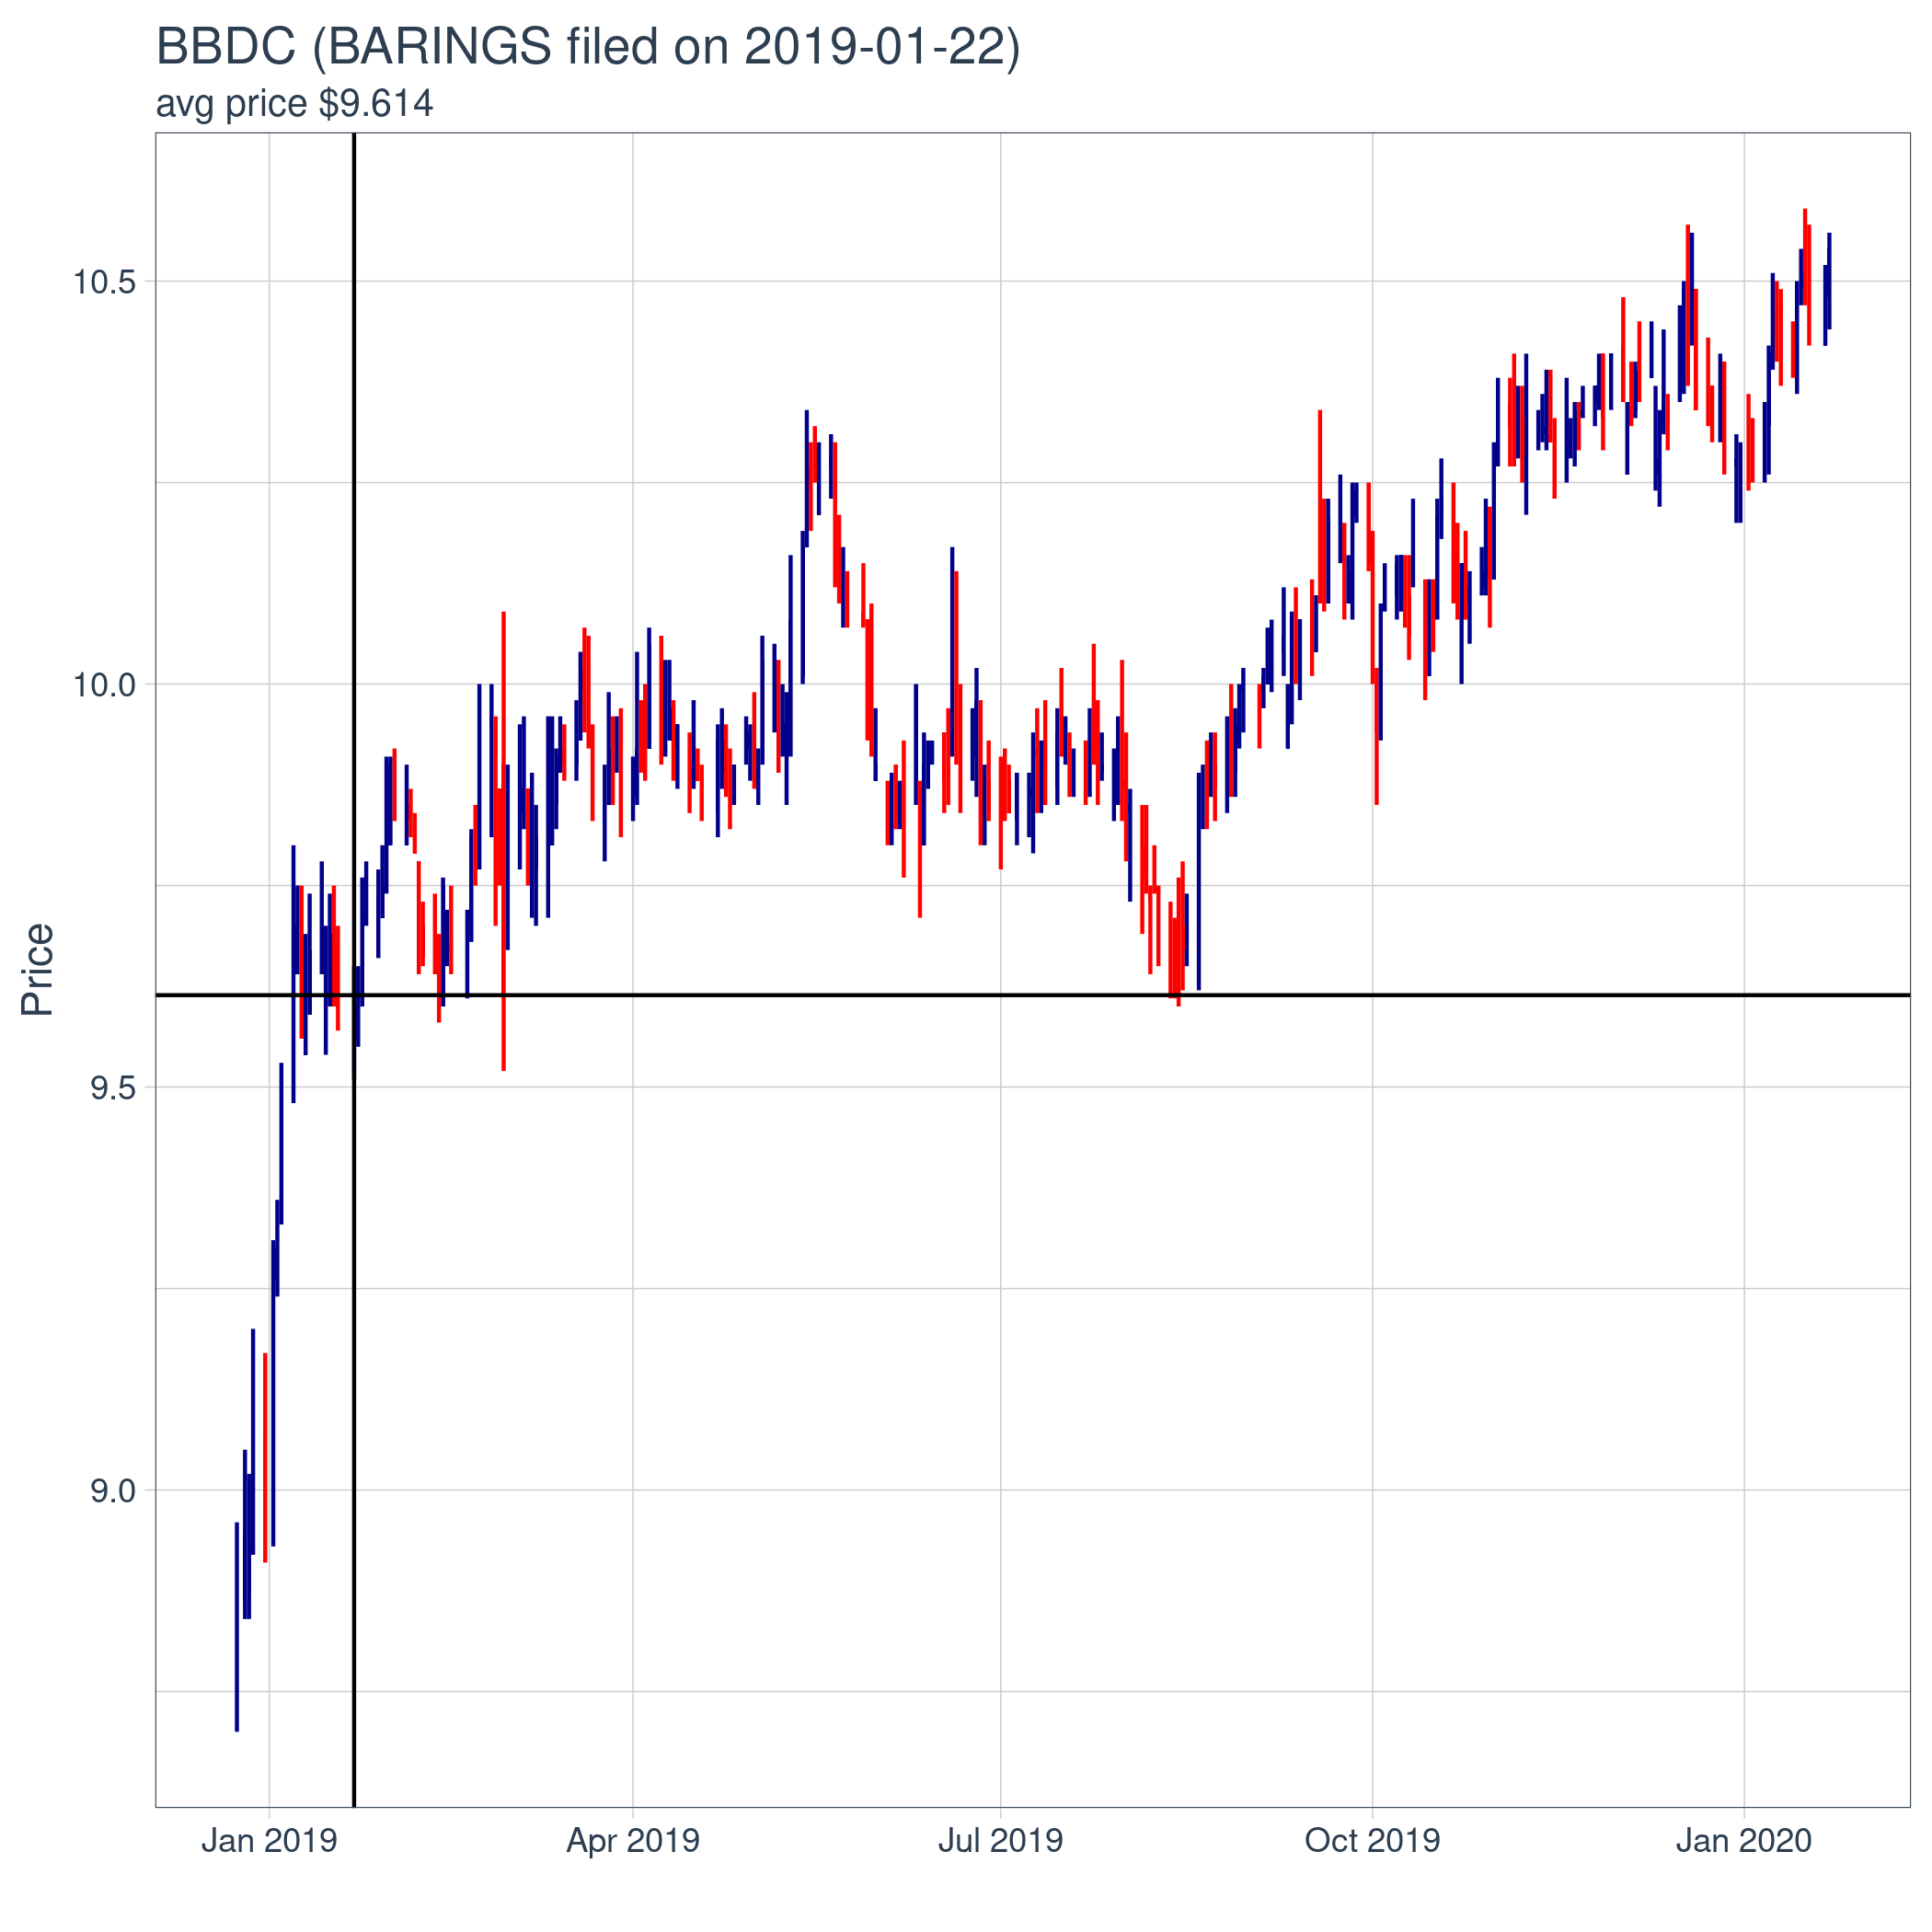 BBDC (BARINGS filed on 2019-01-22)
avg price $9.614
10.5
10.0
9.5
9.0
Price
Jan 2019
Apr 2019
Jul 2019
Oct 2019
Jan 2020